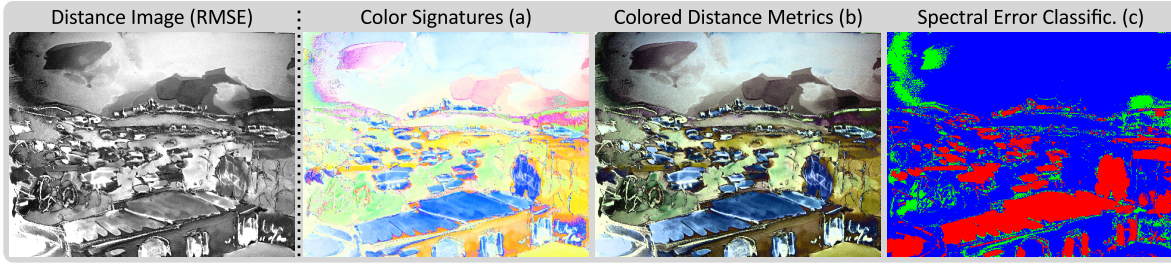 Distance Image (RMSE)
Color Signatures (a)
Colored Distance Metrics (b)
Spectral Error Classific. (c)